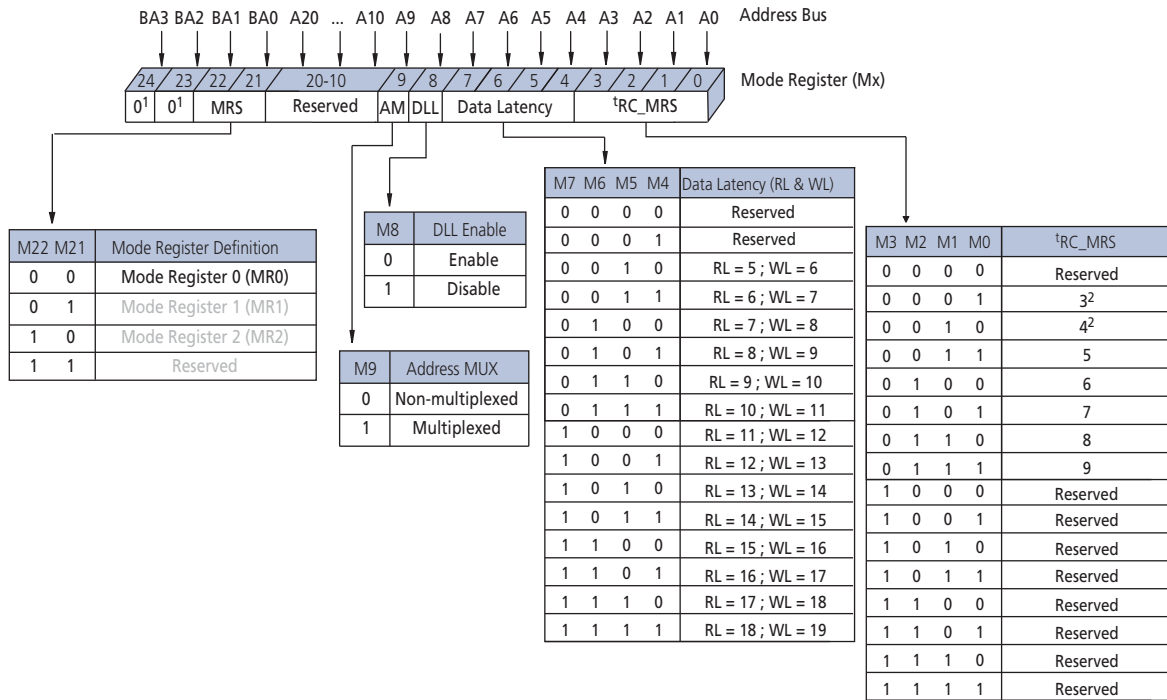 BA3 BA2 BA1 BA0 A20 ... A10 A9 A8 A7 A6 A5 A4 A3 A2 A1 A0 Address Bus
24 23 22 21 20-10 9 8 7 6 5 4 3 2 1 0 Mode Register (Mx)
0¹ 0¹ MRS Reserved AM DLL Data Latency ᵗRC_MRS
M22 M21 Mode Register Definition
0 0 Mode Register 0 (MR0)
0 1 Mode Register 1 (MR1)
1 0 Mode Register 2 (MR2)
1 1 Reserved
M8 DLL Enable
0 Enable
1 Disable
M9 Address MUX
0 Non-multiplexed
1 Multiplexed
M7 M6 M5 M4 Data Latency (RL & WL)
0 0 0 0 Reserved
0 0 0 1 Reserved
0 0 1 0 RL = 5 ; WL = 6
0 0 1 1 RL = 6 ; WL = 7
0 1 0 0 RL = 7 ; WL = 8
0 1 0 1 RL = 8 ; WL = 9
0 1 1 0 RL = 9 ; WL = 10
0 1 1 1 RL = 10 ; WL = 11
1 0 0 0 RL = 11 ; WL = 12
1 0 0 1 RL = 12 ; WL = 13
1 0 1 0 RL = 13 ; WL = 14
1 0 1 1 RL = 14 ; WL = 15
1 1 0 0 RL = 15 ; WL = 16
1 1 0 1 RL = 16 ; WL = 17
1 1 1 0 RL = 17 ; WL = 18
1 1 1 1 RL = 18 ; WL = 19
M3 M2 M1 M0 ᵗRC_MRS
0 0 0 0 Reserved
0 0 0 1 3²
0 0 1 0 4²
0 0 1 1 5
0 1 0 0 6
0 1 0 1 7
0 1 1 0 8
0 1 1 1 9
1 0 0 0 Reserved
1 0 0 1 Reserved
1 0 1 0 Reserved
1 0 1 1 Reserved
1 1 0 0 Reserved
1 1 0 1 Reserved
1 1 1 0 Reserved
1 1 1 1 Reserved